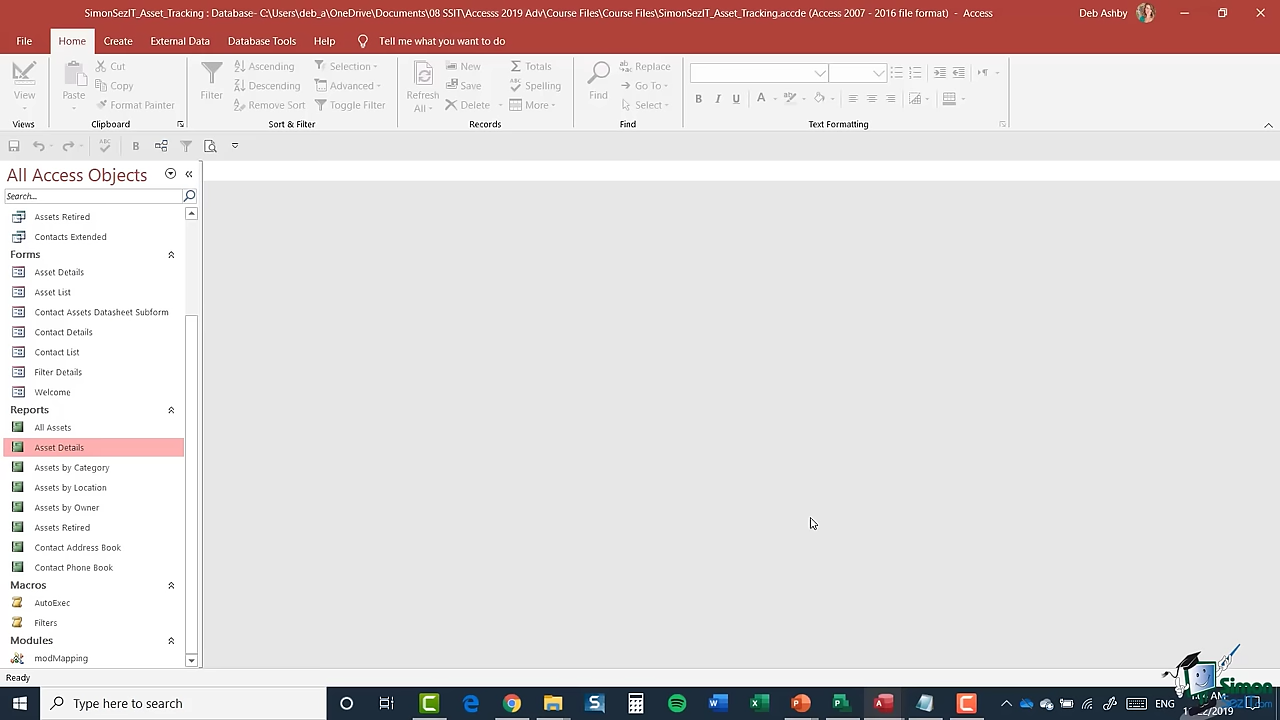 SimonSezIT_Asset_Tracking : Database- C:\Users\deb_a\OneDrive\Documents\08 SSIT\Accesss 2019 Adv\Course Files\Course Files\SimonSezIT_Asset_Tracking.accde (Access 2007 - 2016 file format) - Access
Deb Ashby
File Home Create External Data Database Tools Help Tell me what you want to do
View
Views
Paste
Cut
Copy
Format Painter
Clipboard
Filter
Ascending
Descending
Remove Sort
Selection
Advanced
Toggle Filter
Sort & Filter
Refresh
All
New
Save
Delete
Totals
Spelling
More
Records
Find
Replace
Go To
Select
Find
B I U A
Text Formatting
ABC B
All Access Objects
Search...
Assets Retired
Contacts Extended
Forms
Asset Details
Asset List
Contact Assets Datasheet Subform
Contact Details
Contact List
Filter Details
Welcome
Reports
All Assets
Asset Details
Assets by Category
Assets by Location
Assets by Owner
Assets Retired
Contact Address Book
Contact Phone Book
Macros
AutoExec
Filters
Modules
modMapping
Ready
Type here to search
ENG
AM
2019
Simon